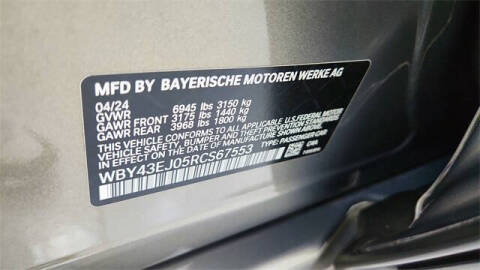 MFD BY BAYERISCHE MOTOREN WERKE AG
04/24 6945 lbs 3150 kg
GVWR
GAWR FRONT 3175 lbs 1440 kg
GAWR REAR 3968 lbs 1800 kg
THIS VEHICLE CONFORMS TO ALL APPLICABLE U.S. FEDERAL MOTOR
VEHICLE SAFETY, BUMPER, AND THEFT PREVENTION STANDARDS
IN EFFECT ON THE DATE OF MANUFACTURE SHOWN ABOVE.
WBY43EJ05RCS67553 TYPE: PASSENGER CAR